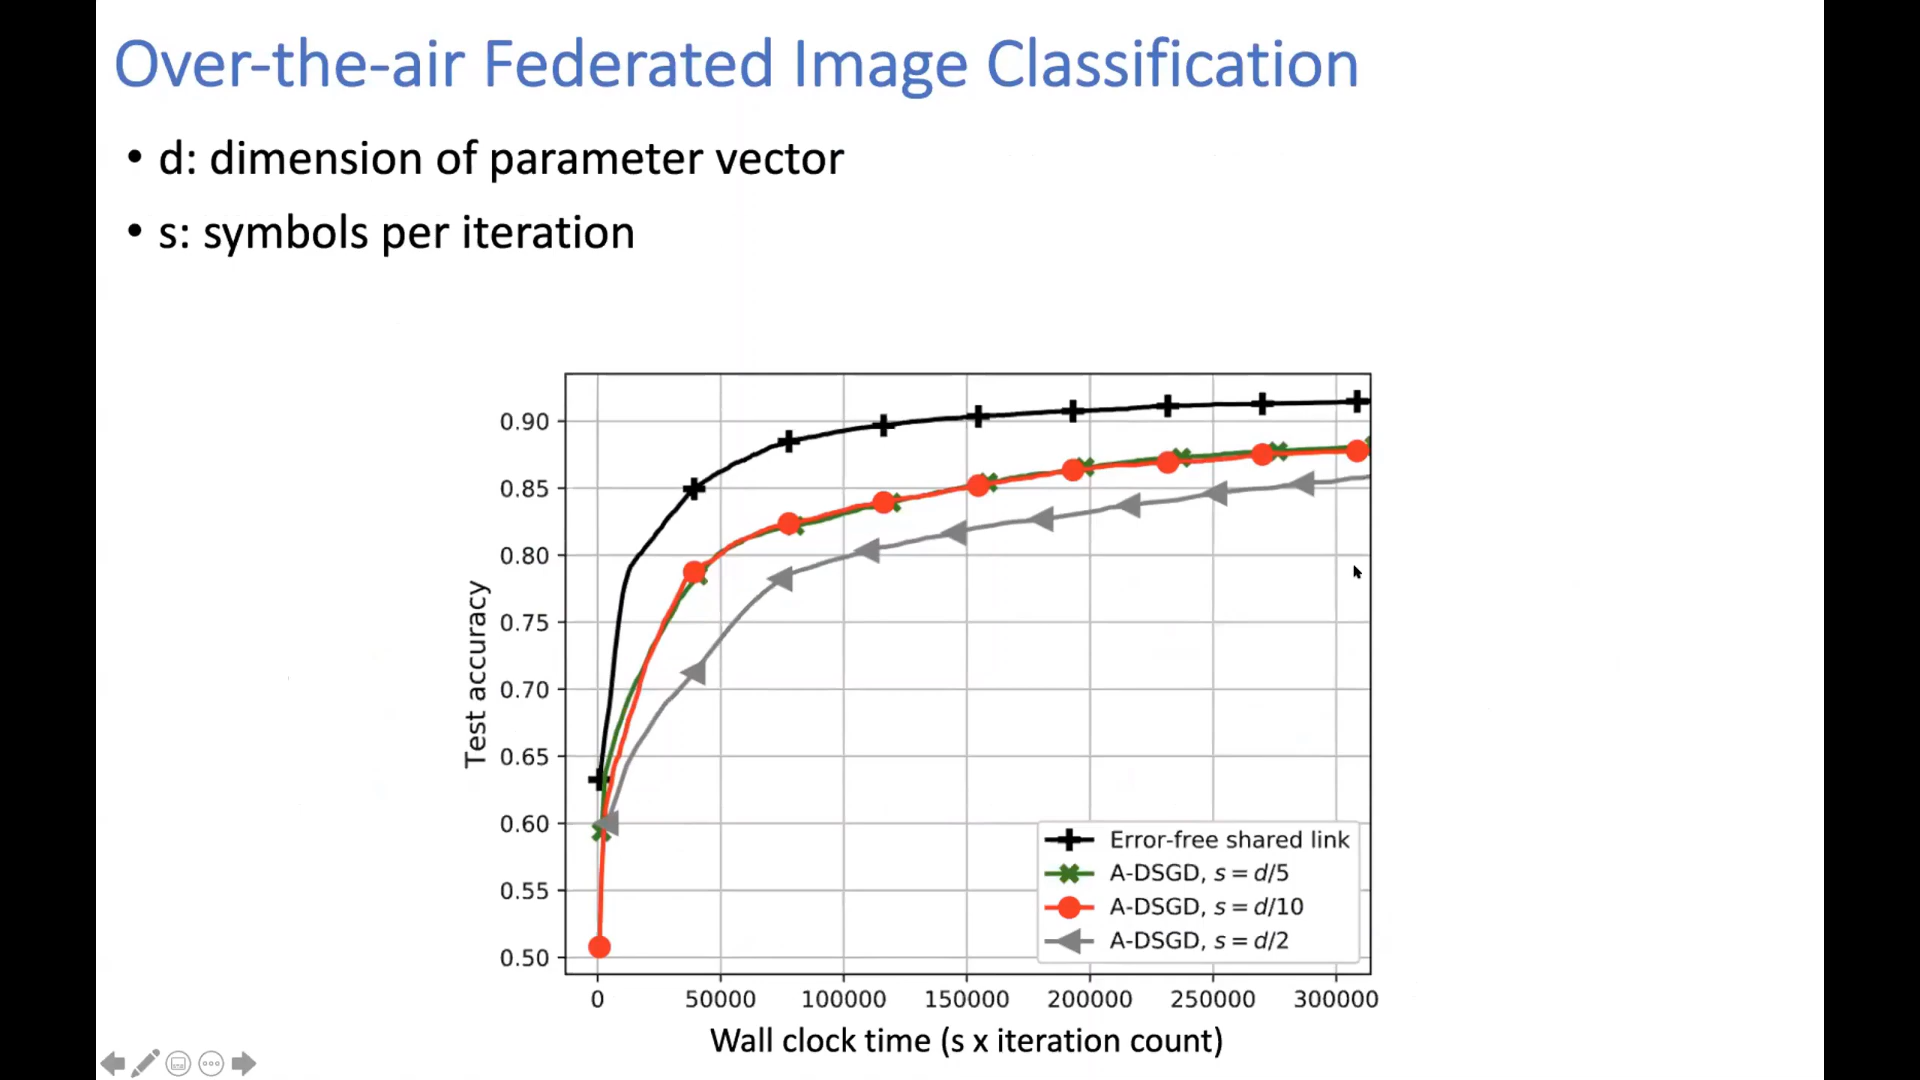 Over-the-air Federated Image Classification
• d: dimension of parameter vector
• s: symbols per iteration
0.90
0.85
0.80
0.75
0.70
0.65
0.60
0.55
0.50
Test accuracy
Error-free shared link
A-DSGD, s = d/5
A-DSGD, s = d/10
A-DSGD, s = d/2
0 50000 100000 150000 200000 250000 300000
Wall clock time (s x iteration count)